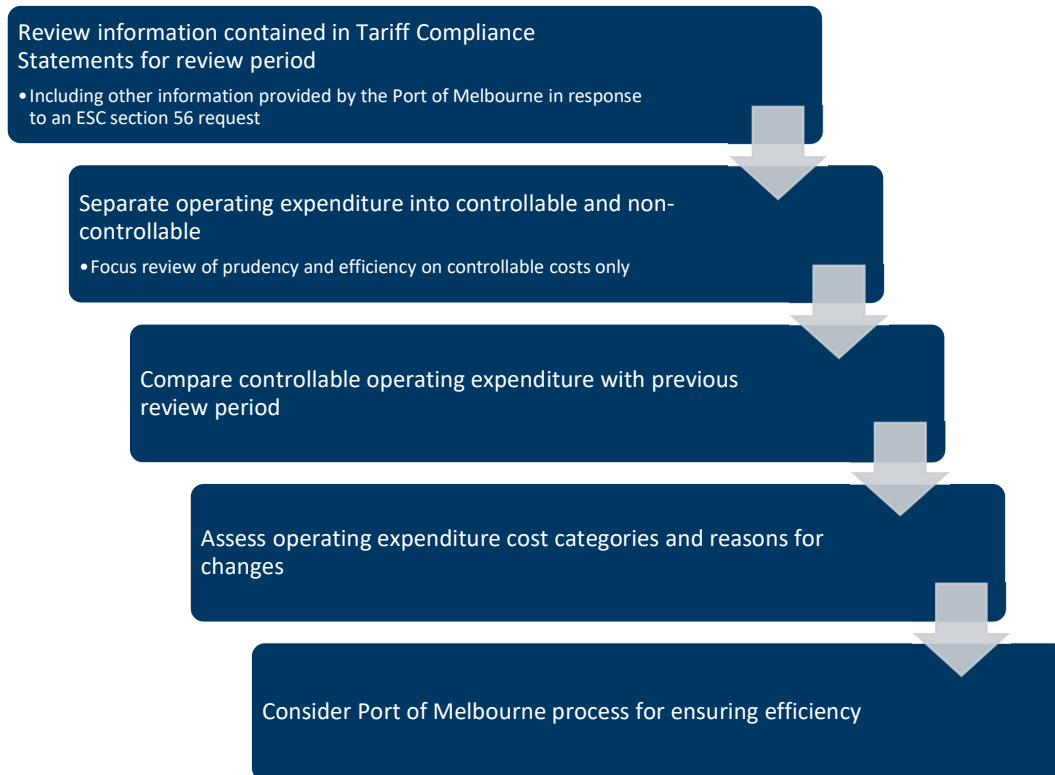 Review information contained in Tariff Compliance
Statements for review period
•Including other information provided by the Port of Melbourne in response
to an ESC section 56 request
Separate operating expenditure into controllable and non-
controllable
•Focus review of prudency and efficiency on controllable costs only
Compare controllable operating expenditure with previous
review period
Assess operating expenditure cost categories and reasons for
changes
Consider Port of Melbourne process for ensuring efficiency